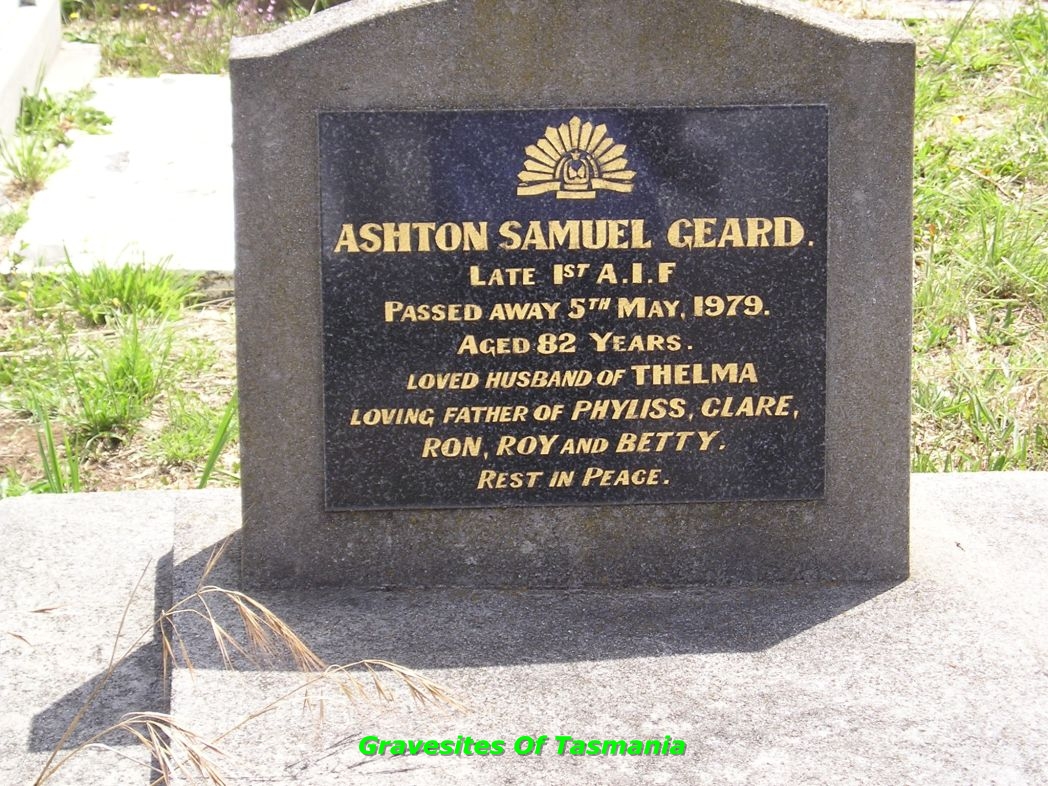 ASHTON SAMUEL GEARD.
LATE 1ST A.I.F
PASSED AWAY 5TH MAY, 1979.
AGED 82 YEARS.
LOVED HUSBAND OF THELMA
LOVING FATHER OF PHYLISS, CLARE,
RON, ROY AND BETTY.
REST IN PEACE.
Gravesites Of Tasmania